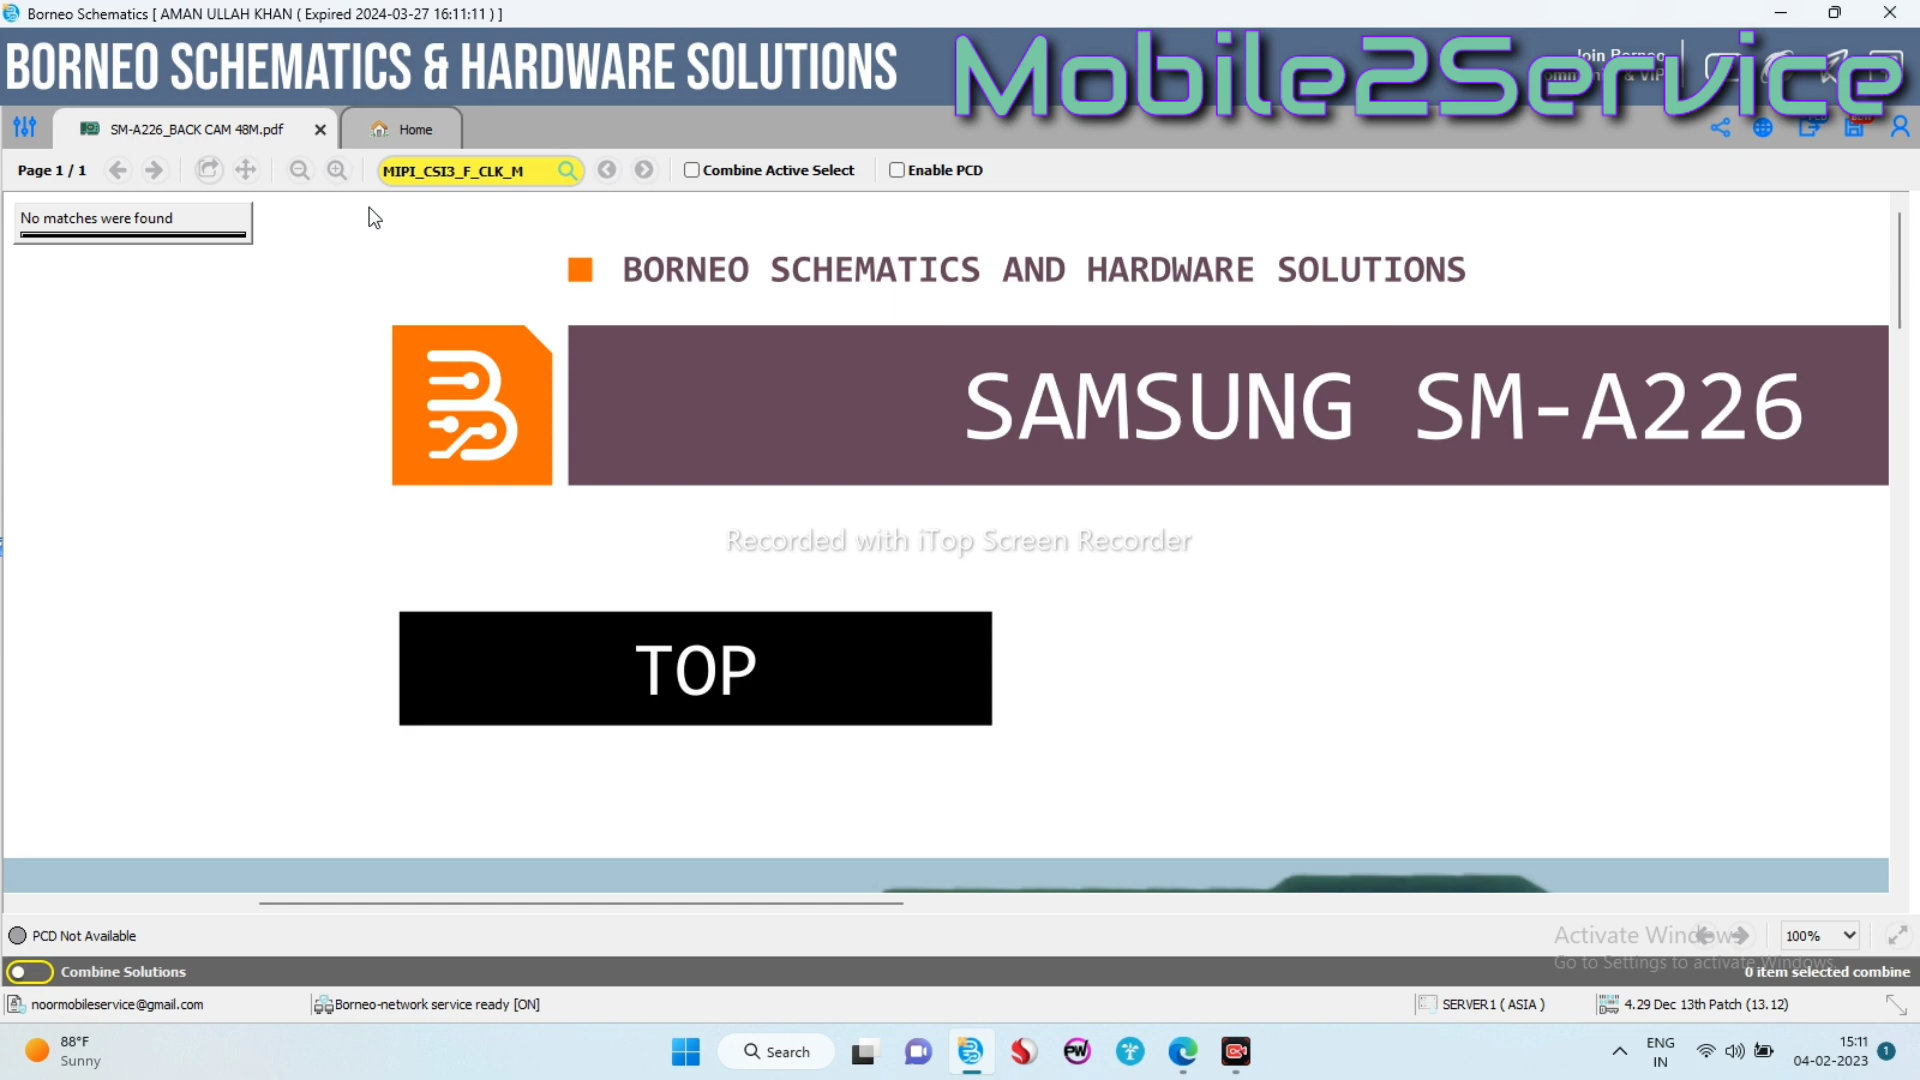 Borneo Schematics [ AMAN ULLAH KHAN ( Expired 2024-03-27 16:11:11 ) ]
BORNEO SCHEMATICS & HARDWARE SOLUTIONS
Join Borneo
& VIP
Mobile2Service
SM-A226_BACK CAM 48M.pdf
Home
Page 1 / 1
MIPI_CSI3_F_CLK_M
Combine Active Select
Enable PCD
No matches were found
BORNEO SCHEMATICS AND HARDWARE SOLUTIONS
SAMSUNG SM-A226
Recorded with iTop Screen Recorder
TOP
PCD Not Available
Activate Windows
100%
Go to Settings to activate Windows.
Combine Solutions
0 item selected combine
noormobileservice@gmail.com
Borneo-network service ready [ON]
SERVER1 ( ASIA )
4.29 Dec 13th Patch (13.12)
88°F
Sunny
Search
PW
ENG
IN
15:11
04-02-2023
1